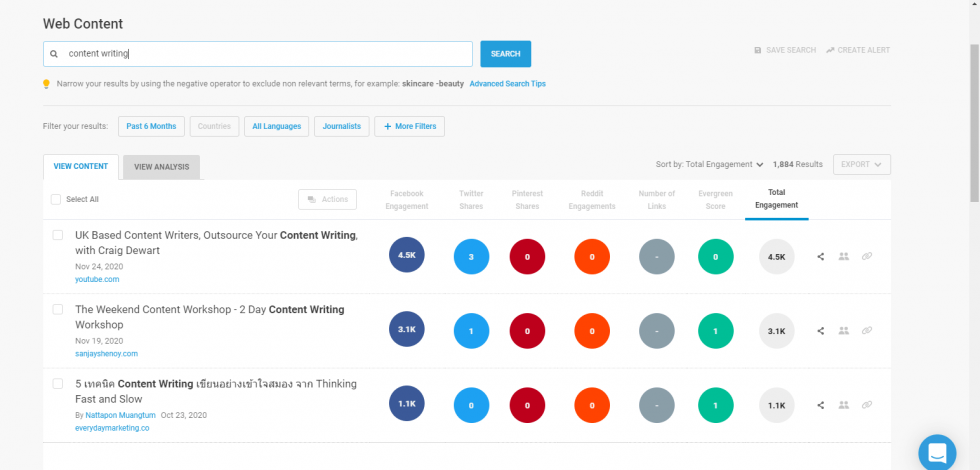 Web Content
content writing
SEARCH
SAVE SEARCH
CREATE ALERT
Narrow your results by using the negative operator to exclude non relevant terms, for example: skincare -beauty Advanced Search Tips
Filter your results:
Past 6 Months
Countries
All Languages
Journalists
+ More Filters
VIEW CONTENT
VIEW ANALYSIS
Sort by: Total Engagement
1,884 Results
EXPORT
Select All
Actions
Facebook
Engagement
Twitter
Shares
Pinterest
Shares
Reddit
Engagements
Number of
Links
Evergreen
Score
Total
Engagement
UK Based Content Writers, Outsource Your Content Writing,
with Craig Dewart
Nov 24, 2020
youtube.com
4.5K
3
0
0
-
0
4.5K
The Weekend Content Workshop - 2 Day Content Writing
Workshop
Nov 19, 2020
sanjayshenoy.com
3.1K
1
0
0
-
1
3.1K
5 เทคนิค Content Writing เขียนอย่างเข้าใจสมอง จาก Thinking
Fast and Slow
By Nattapon Muangtum Oct 23, 2020
everydaymarketing.co
1.1K
0
0
0
-
1
1.1K